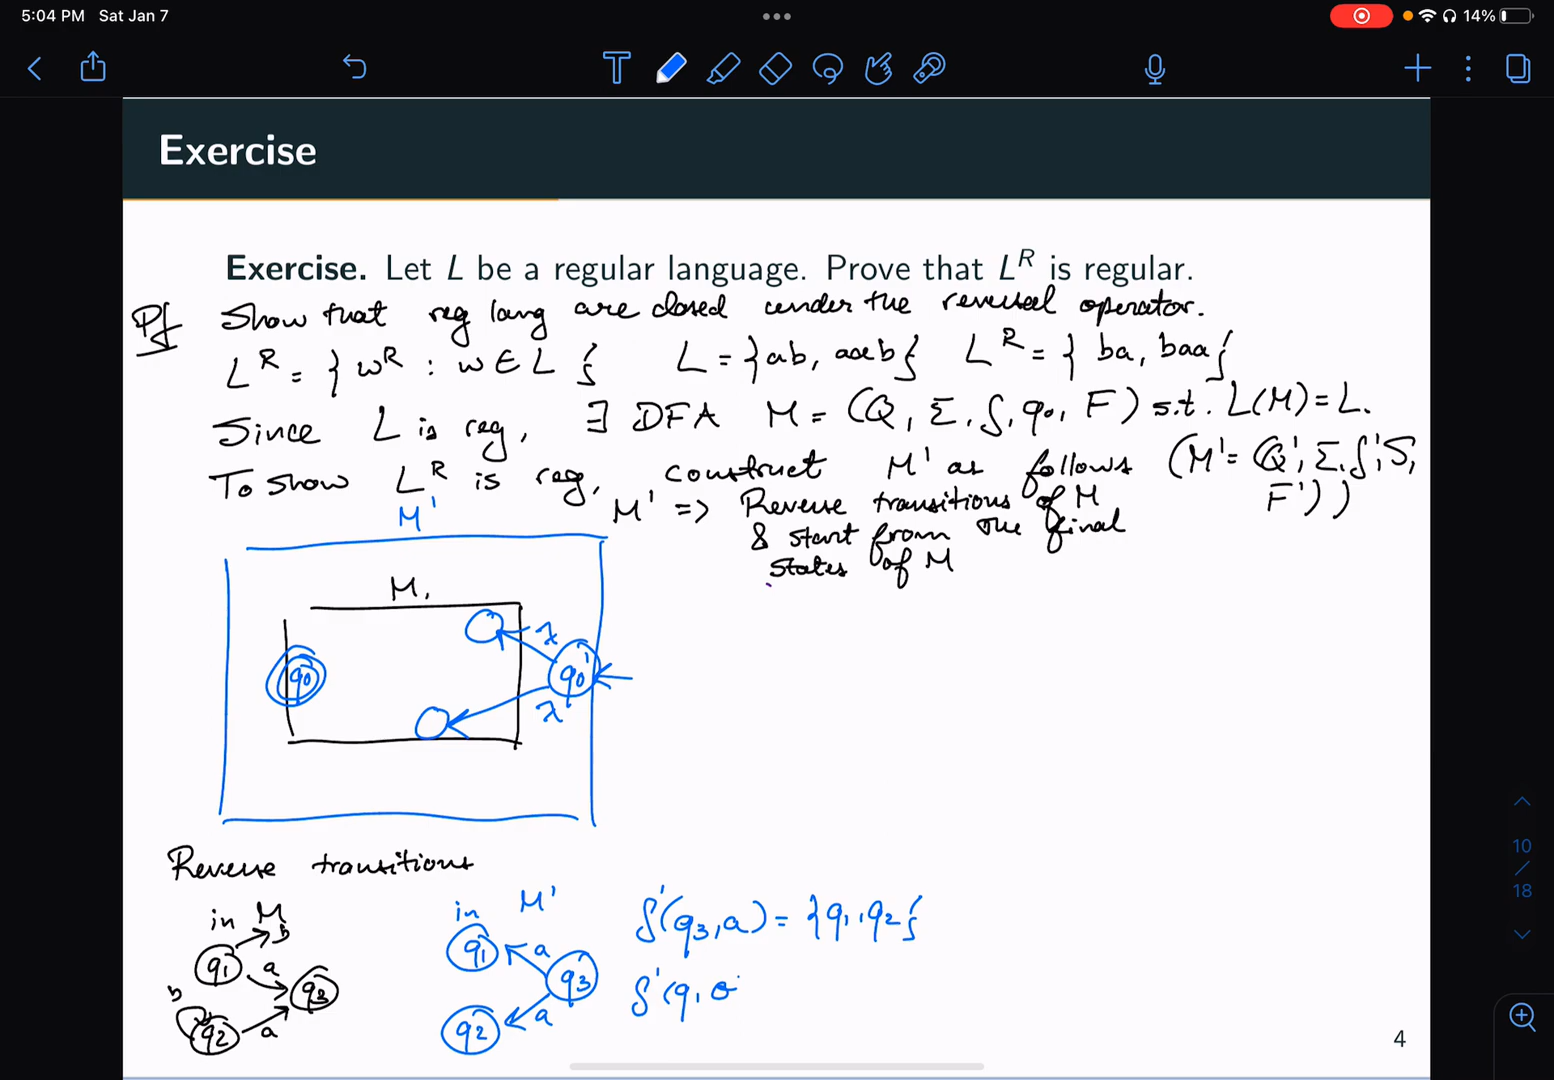 5:04 PM Sat Jan 7
14%
Exercise
Exercise. Let L be a regular language. Prove that L^R is regular.
Pf Show that reg lang are closed under the reversal operator.
L^R = { w^R : w ∈ L } L = {ab, aab} L^R = { ba, baa }
Since L is reg, ∃ DFA M = (Q, Σ, δ, q0, F) s.t. L(M) = L.
To show L^R is reg, construct M' as follows (M' = (Q', Σ, δ', S,
F'))
M' => Reverse transitions of M
& start from the final
states of M
M'
M,
λ
q0
q0'
λ
Reverse transitions
in M
b
q1
a
q3
b
q2
a
in M'
q1
a
q3
q2
a
δ'(q3, a) = {q1, q2}
δ'(q, σ
10
/
18
4